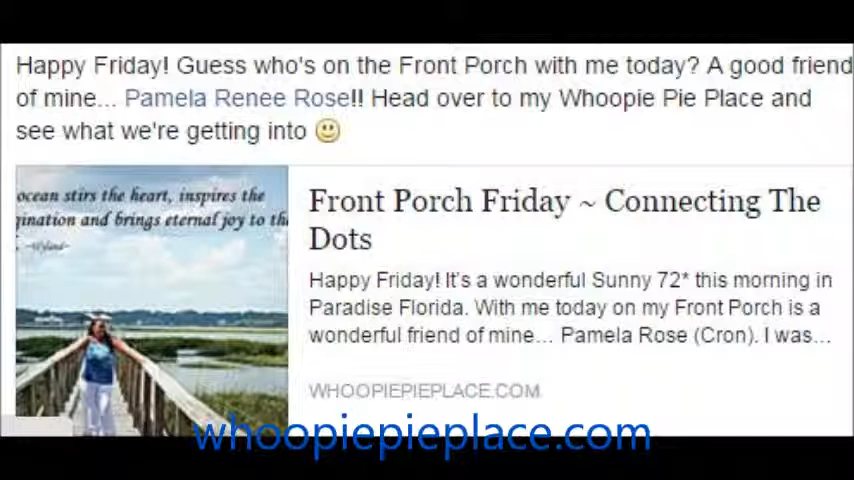 Happy Friday! Guess who's on the Front Porch with me today? A good friend
of mine... Pamela Renee Rose!! Head over to my Whoopie Pie Place and
see what we're getting into
ocean stirs the heart, inspires the
gination and brings eternal joy to th
~Wyland~
Front Porch Friday ~ Connecting The
Dots
Happy Friday! It's a wonderful Sunny 72* this morning in
Paradise Florida. With me today on my Front Porch is a
wonderful friend of mine... Pamela Rose (Cron). I was...
WHOOPIEPIEPLACE.COM
whoopiepieplace.com